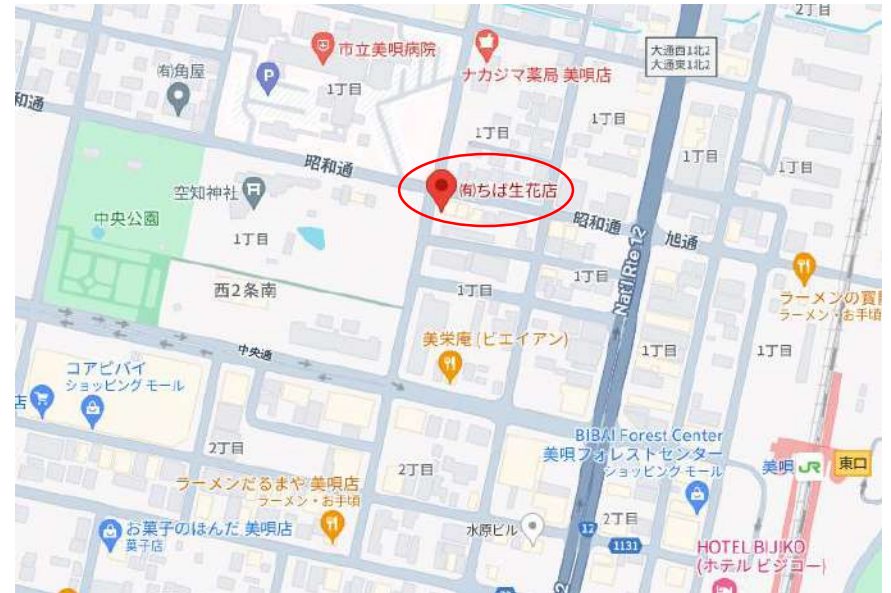 2丁目
市立美唄病院
大通西1北2
大通東1北2
(有)角屋
P
ナカジマ薬局 美唄店
1丁目
和通
1丁目
1丁目
1丁目
1丁目
昭和通
空知神社
(有)ちば生花店
中央公園
昭和通
旭通
1丁目
1丁目
西2条南
1丁目
Nat'l Rte 12
ラーメンの
ラーメン・お手頃
美栄庵 (ビエイアン)
中央通
1丁目
1丁目
コアビバイ
ショッピング モール
店
BIBAI Forest Center
美唄フォレストセンター
ショッピング モール
2丁目
2丁目
美唄
JR
東口
ラーメンだるまや 美唄店
ラーメン・お手頃
お菓子のほんだ 美唄店
菓子店
水原ビル
12
2丁目
1131
HOTEL BIJIKO
(ホテル ビジコー)